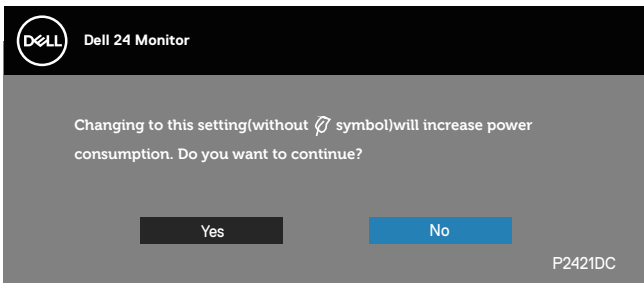 DELL
Dell 24 Monitor
Changing to this setting(without symbol)will increase power
consumption. Do you want to continue?
Yes
No
P2421DC